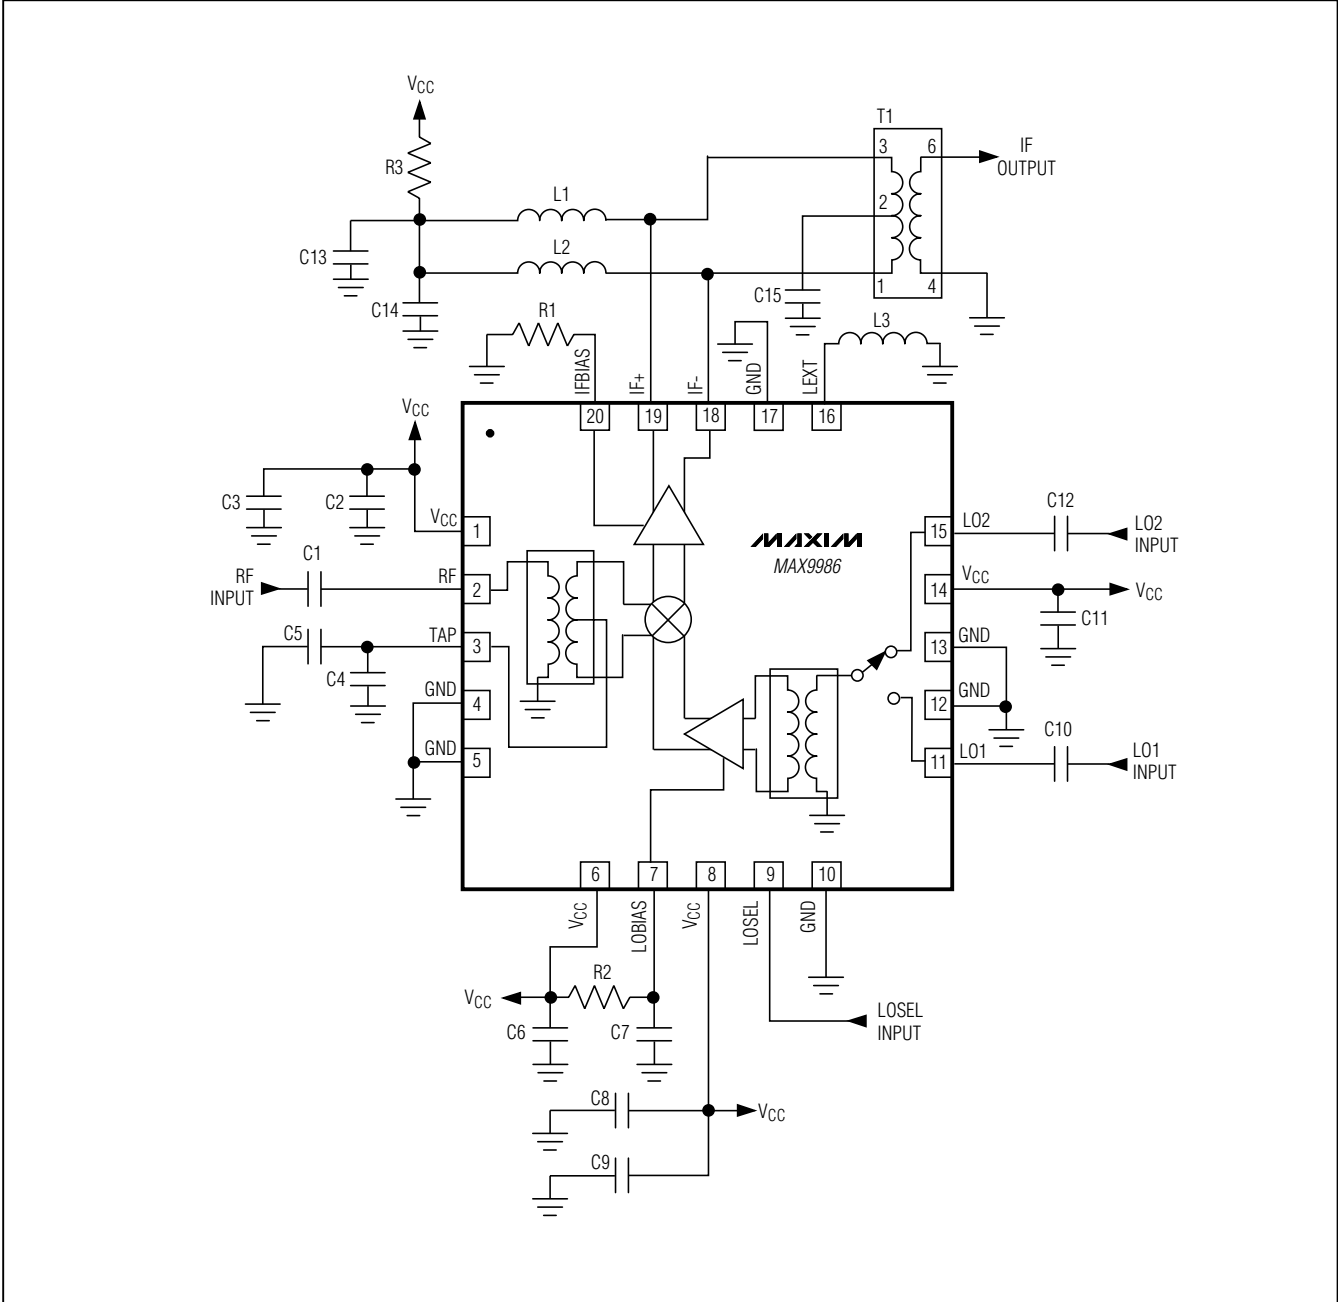 VCC
T1
R3
3
6
IF
OUTPUT
L1
2
C13
L2
1
4
C15
C14
R1
L3
IFBIAS
IF+
IF-
GND
LEXT
20
19
18
17
16
VCC
C3
C2
VCC
1
C12
15
LO2
LO2
INPUT
MAXIM
MAX9986
C1
RF
INPUT
RF
2
14
VCC
VCC
C11
C5
TAP
3
13
GND
C4
GND
4
12
GND
C10
GND
5
11
LO1
LO1
INPUT
6
7
8
9
10
VCC
LOBIAS
VCC
LOSEL
GND
R2
VCC
C6
C7
LOSEL
INPUT
C8
VCC
C9